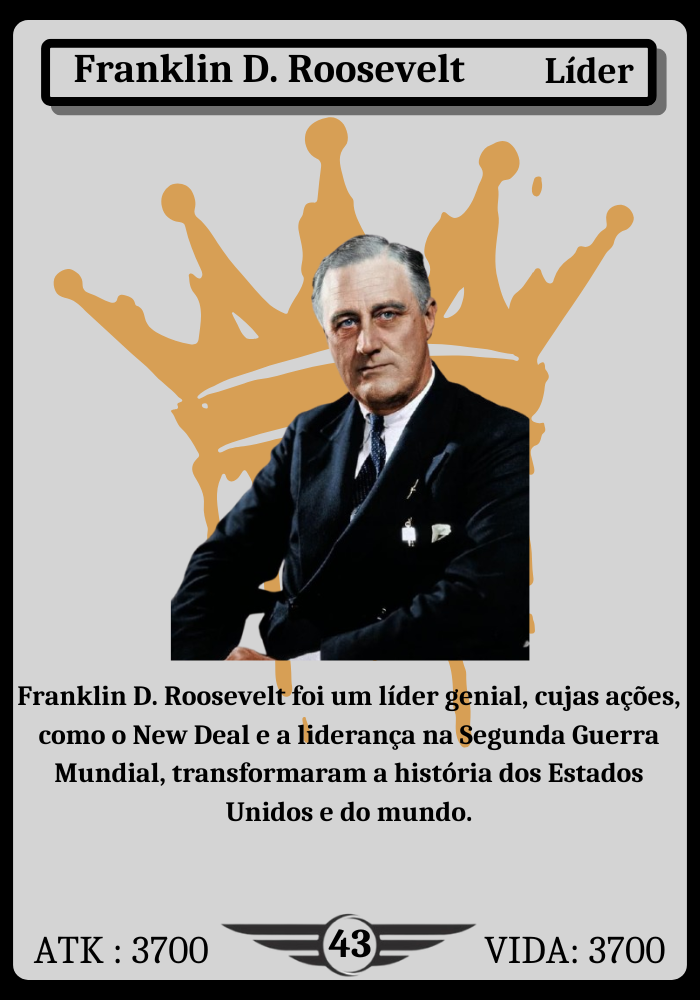 Franklin D. Roosevelt Líder
Franklin D. Roosevelt foi um líder genial, cujas ações,
como o New Deal e a liderança na Segunda Guerra
Mundial, transformaram a história dos Estados
Unidos e do mundo.
ATK : 3700 43 VIDA: 3700